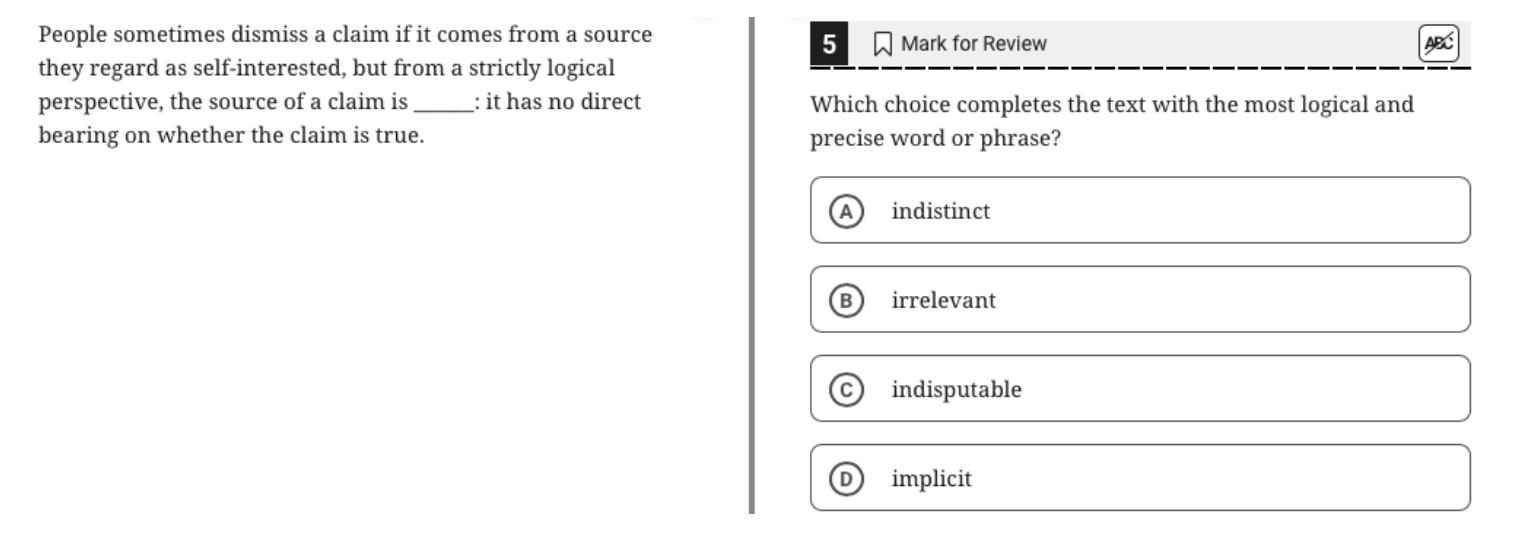 People sometimes dismiss a claim if it comes from a source
they regard as self-interested, but from a strictly logical
perspective, the source of a claim is ______: it has no direct
bearing on whether the claim is true.
5 Mark for Review ABC
Which choice completes the text with the most logical and
precise word or phrase?
A indistinct
B irrelevant
C indisputable
D implicit